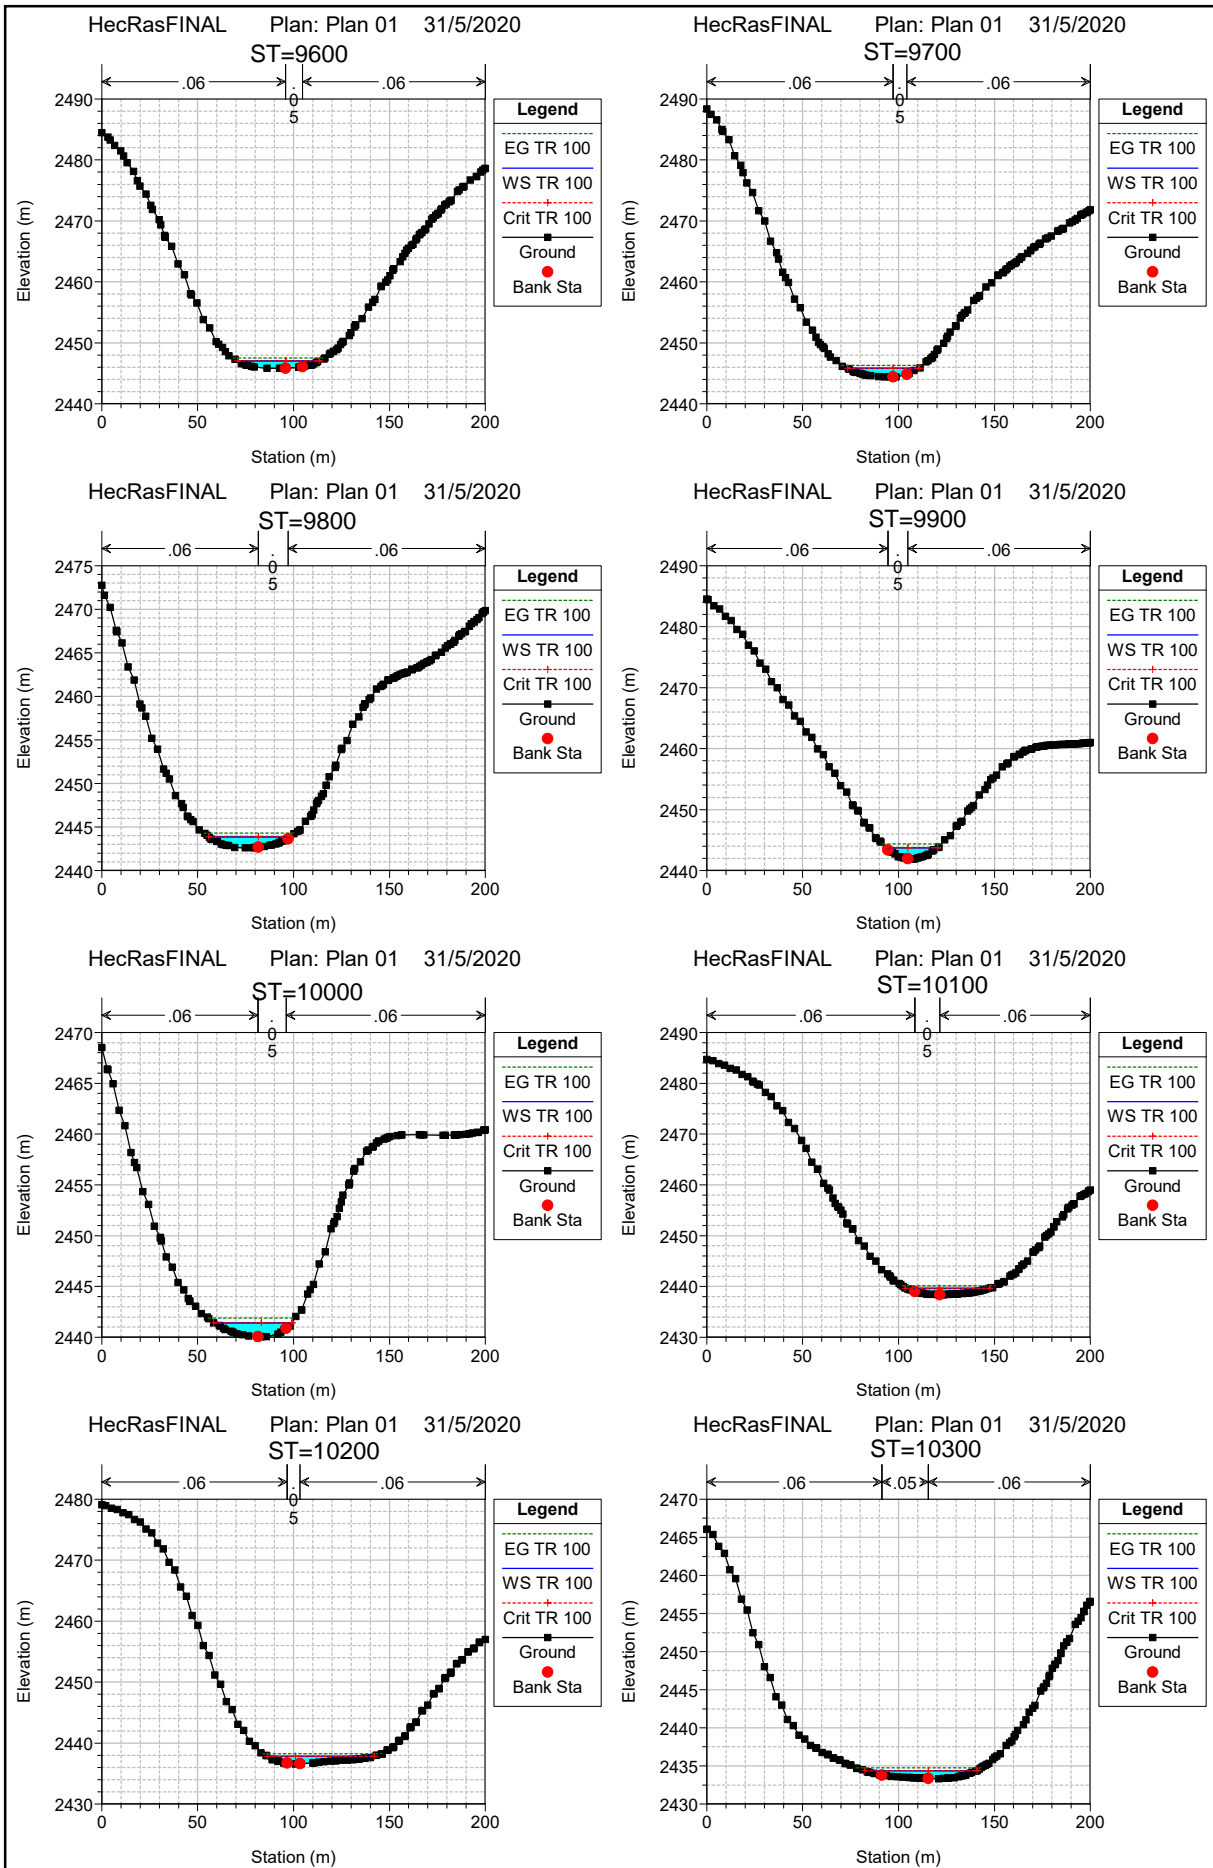 HecRasFINAL Plan: Plan 01 31/5/2020
ST=9600
.06 .05 .06
Legend
EG TR 100
WS TR 100
Crit TR 100
Ground
Bank Sta
Elevation (m)
2490
2480
2470
2460
2450
2440
0 50 100 150 200
Station (m)
HecRasFINAL Plan: Plan 01 31/5/2020
ST=9700
.06 .05 .06
Legend
EG TR 100
WS TR 100
Crit TR 100
Ground
Bank Sta
Elevation (m)
2490
2480
2470
2460
2450
2440
0 50 100 150 200
Station (m)
HecRasFINAL Plan: Plan 01 31/5/2020
ST=9800
.06 .05 .06
Legend
EG TR 100
WS TR 100
Crit TR 100
Ground
Bank Sta
Elevation (m)
2475
2470
2465
2460
2455
2450
2445
2440
0 50 100 150 200
Station (m)
HecRasFINAL Plan: Plan 01 31/5/2020
ST=9900
.06 .05 .06
Legend
EG TR 100
WS TR 100
Crit TR 100
Ground
Bank Sta
Elevation (m)
2490
2480
2470
2460
2450
2440
0 50 100 150 200
Station (m)
HecRasFINAL Plan: Plan 01 31/5/2020
ST=10000
.06 .05 .06
Legend
EG TR 100
WS TR 100
Crit TR 100
Ground
Bank Sta
Elevation (m)
2470
2465
2460
2455
2450
2445
2440
0 50 100 150 200
Station (m)
HecRasFINAL Plan: Plan 01 31/5/2020
ST=10100
.06 .05 .06
Legend
EG TR 100
WS TR 100
Crit TR 100
Ground
Bank Sta
Elevation (m)
2490
2480
2470
2460
2450
2440
2430
0 50 100 150 200
Station (m)
HecRasFINAL Plan: Plan 01 31/5/2020
ST=10200
.06 .05 .06
Legend
EG TR 100
WS TR 100
Crit TR 100
Ground
Bank Sta
Elevation (m)
2480
2470
2460
2450
2440
2430
0 50 100 150 200
Station (m)
HecRasFINAL Plan: Plan 01 31/5/2020
ST=10300
.06 .05 .06
Legend
EG TR 100
WS TR 100
Crit TR 100
Ground
Bank Sta
Elevation (m)
2470
2465
2460
2455
2450
2445
2440
2435
2430
0 50 100 150 200
Station (m)